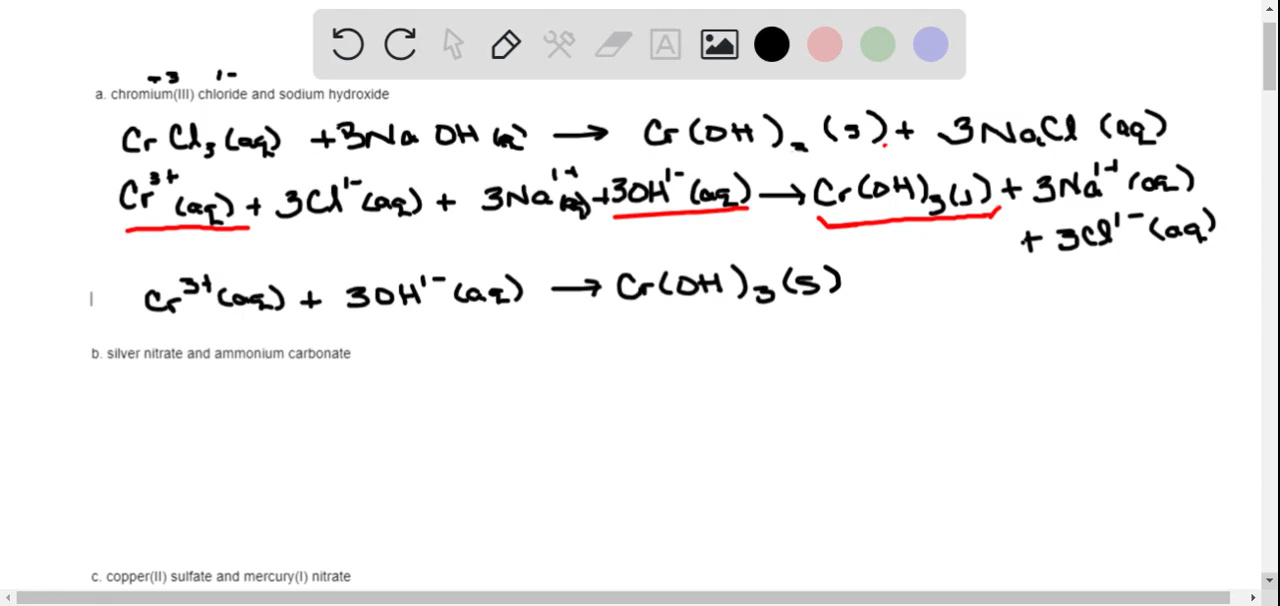 +3 1-
a. chromium(III) chloride and sodium hydroxide
CrCl₃(aq) + 3NaOH → Cr(OH) (s) + 3NaCl (aq)
Cr³⁺(aq) + 3Cl¹⁻(aq) + 3Na¹⁺(aq) + 3OH¹⁻(aq) → Cr(OH)₃(s) + 3Na¹⁺(aq)
+ 3Cl¹⁻(aq)
Cr³⁺(aq) + 3OH¹⁻(aq) → Cr(OH)₃(s)
b. silver nitrate and ammonium carbonate
c. copper(II) sulfate and mercury(I) nitrate